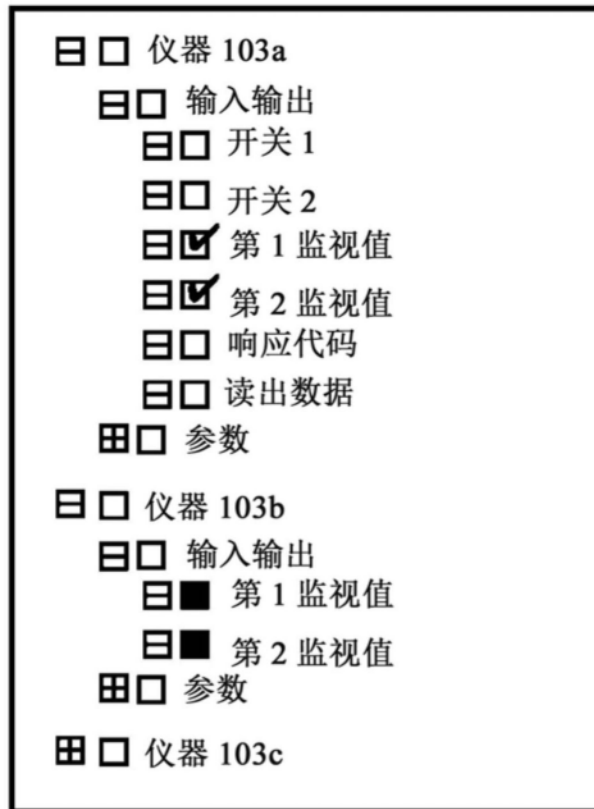 仪器 103a
输入输出
开关 1
开关 2
第 1 监视值
第 2 监视值
响应代码
读出数据
参数
仪器 103b
输入输出
第 1 监视值
第 2 监视值
参数
仪器 103c